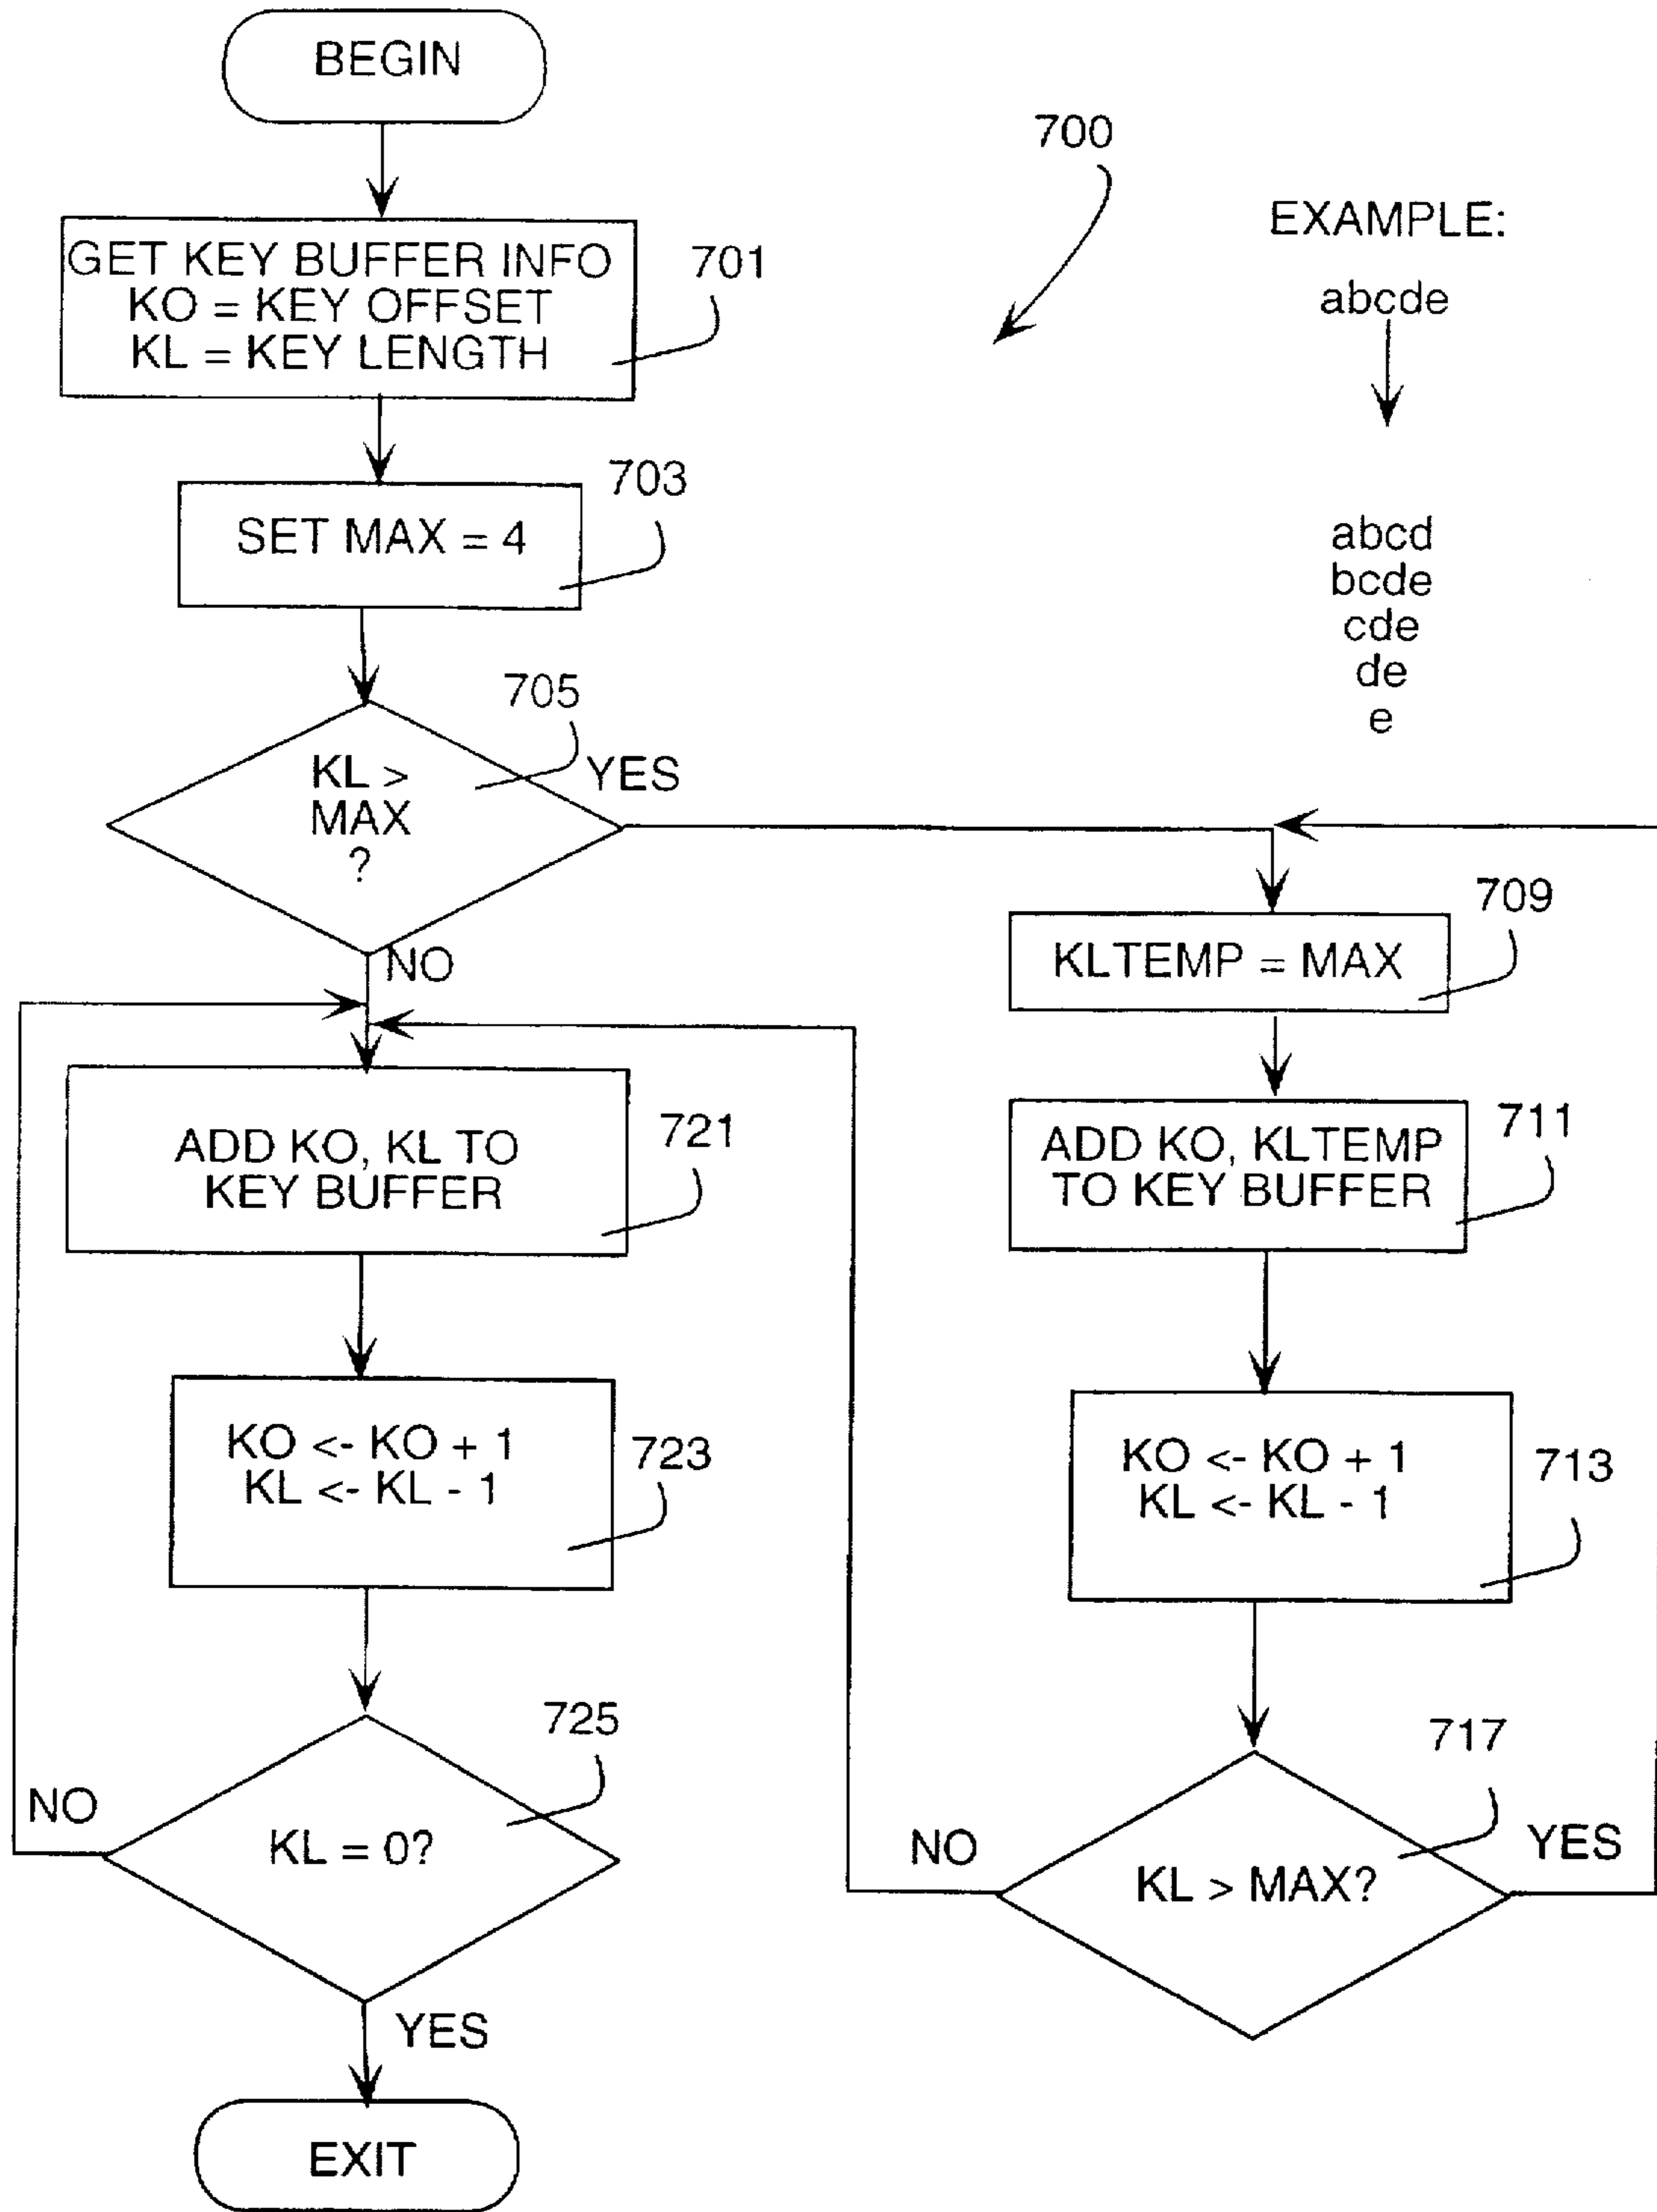 BEGIN
700
EXAMPLE:
abcde
GET KEY BUFFER INFO
KO = KEY OFFSET
KL = KEY LENGTH
701
SET MAX = 4
703
abcd
bcde
cde
de
e
705
KL >
MAX
?
YES
NO
709
KLTEMP = MAX
ADD KO, KL TO
KEY BUFFER
721
ADD KO, KLTEMP
TO KEY BUFFER
711
KO <- KO + 1
KL <- KL - 1
723
KO <- KO + 1
KL <- KL - 1
713
725
NO
KL = 0?
YES
717
NO
KL > MAX?
YES
EXIT